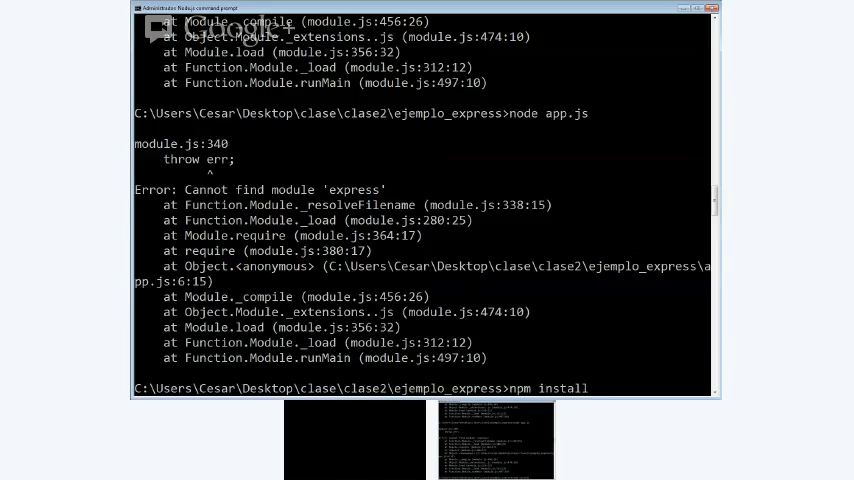 Administrador: Node.js command prompt
at Module._compile (module.js:456:26)
at Object.Module._extensions..js (module.js:474:10)
at Module.load (module.js:356:32)
at Function.Module._load (module.js:312:12)
at Function.Module.runMain (module.js:497:10)
Google+
C:\Users\Cesar\Desktop\clase\clase2\ejemplo_express>node app.js
module.js:340
throw err;
^
Error: Cannot find module 'express'
at Function.Module._resolveFilename (module.js:338:15)
at Function.Module._load (module.js:280:25)
at Module.require (module.js:364:17)
at require (module.js:380:17)
at Object.<anonymous> (C:\Users\Cesar\Desktop\clase\clase2\ejemplo_express\a
pp.js:6:15)
at Module._compile (module.js:456:26)
at Object.Module._extensions..js (module.js:474:10)
at Module.load (module.js:356:32)
at Function.Module._load (module.js:312:12)
at Function.Module.runMain (module.js:497:10)
C:\Users\Cesar\Desktop\clase\clase2\ejemplo_express>npm install